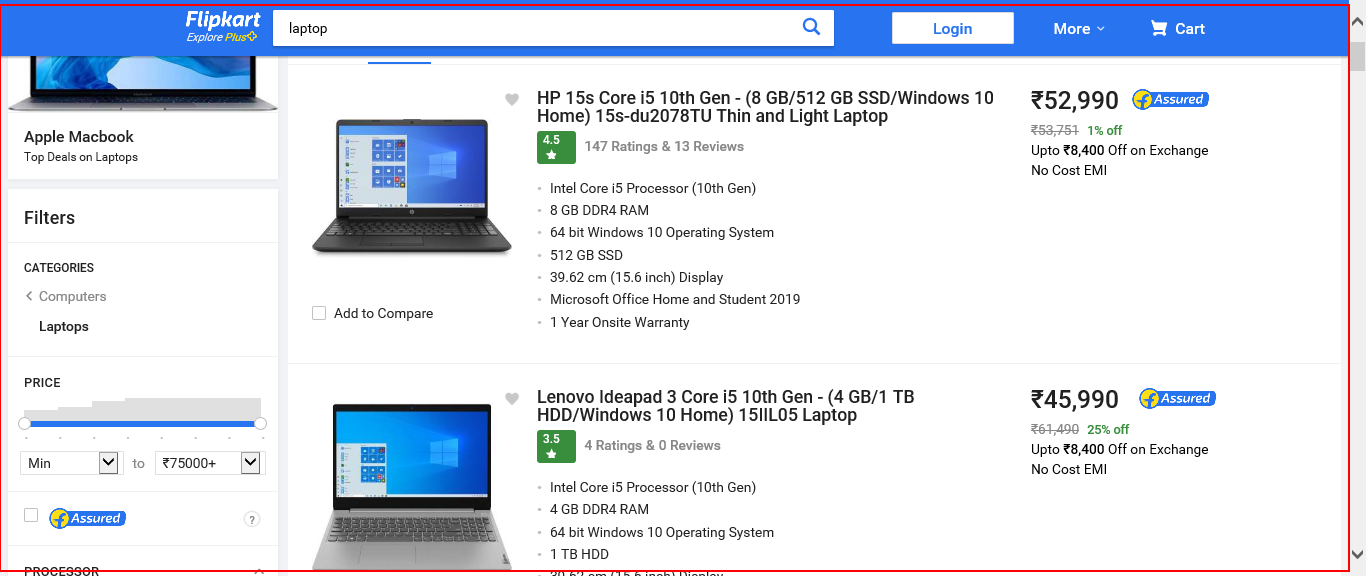 Flipkart
Explore Plus
laptop
Login
More
Cart
Apple Macbook
Top Deals on Laptops
Filters
CATEGORIES
Computers
Laptops
PRICE
Min
to
₹75000+
f Assured
?
PROCESSOR
HP 15s Core i5 10th Gen - (8 GB/512 GB SSD/Windows 10
Home) 15s-du2078TU Thin and Light Laptop
4.5
147 Ratings & 13 Reviews
Intel Core i5 Processor (10th Gen)
8 GB DDR4 RAM
64 bit Windows 10 Operating System
512 GB SSD
39.62 cm (15.6 inch) Display
Microsoft Office Home and Student 2019
1 Year Onsite Warranty
Add to Compare
₹52,990
f Assured
₹53,751 1% off
Upto ₹8,400 Off on Exchange
No Cost EMI
Lenovo Ideapad 3 Core i5 10th Gen - (4 GB/1 TB
HDD/Windows 10 Home) 15IIL05 Laptop
3.5
4 Ratings & 0 Reviews
Intel Core i5 Processor (10th Gen)
4 GB DDR4 RAM
64 bit Windows 10 Operating System
1 TB HDD
39.62 cm (15.6 inch) Display
₹45,990
f Assured
₹61,490 25% off
Upto ₹8,400 Off on Exchange
No Cost EMI